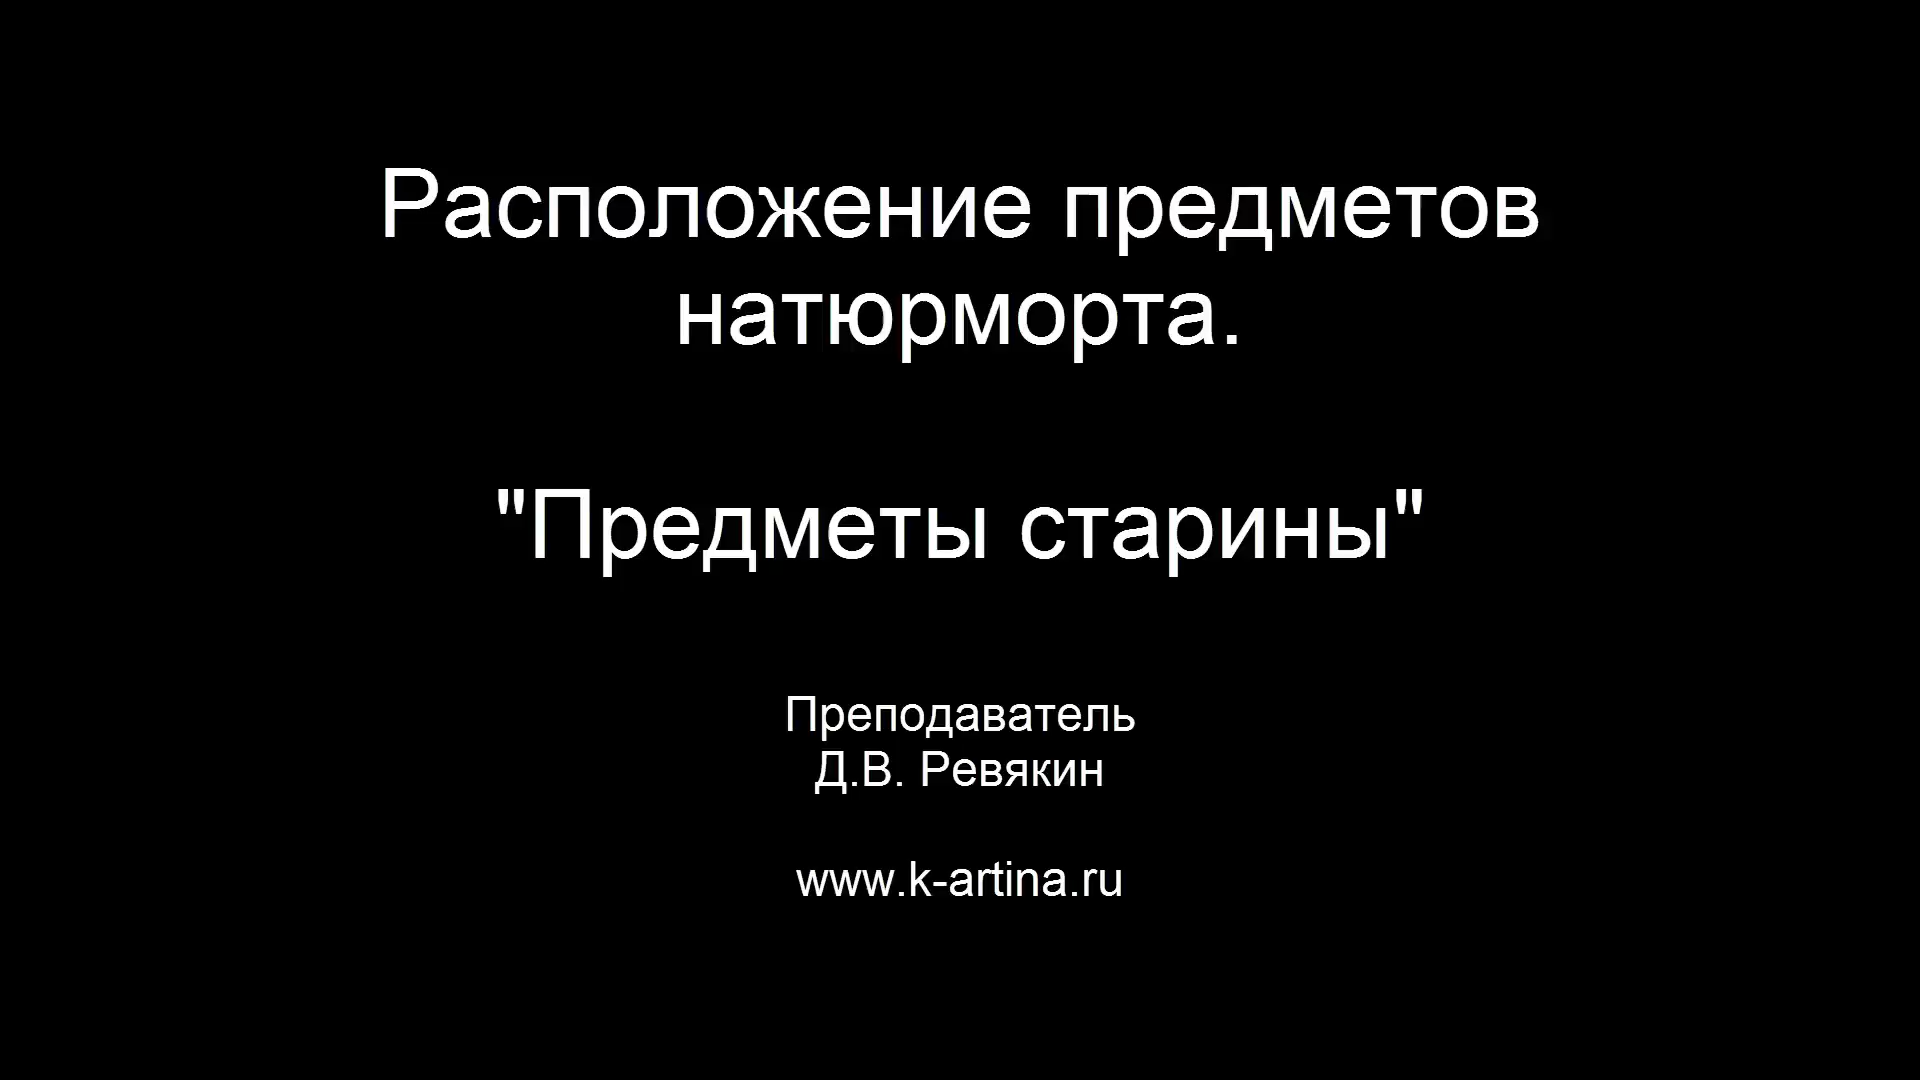 Расположение предметов
натюрморта.
"Предметы старины"
Преподаватель
Д.В. Ревякин
www.k-artina.ru